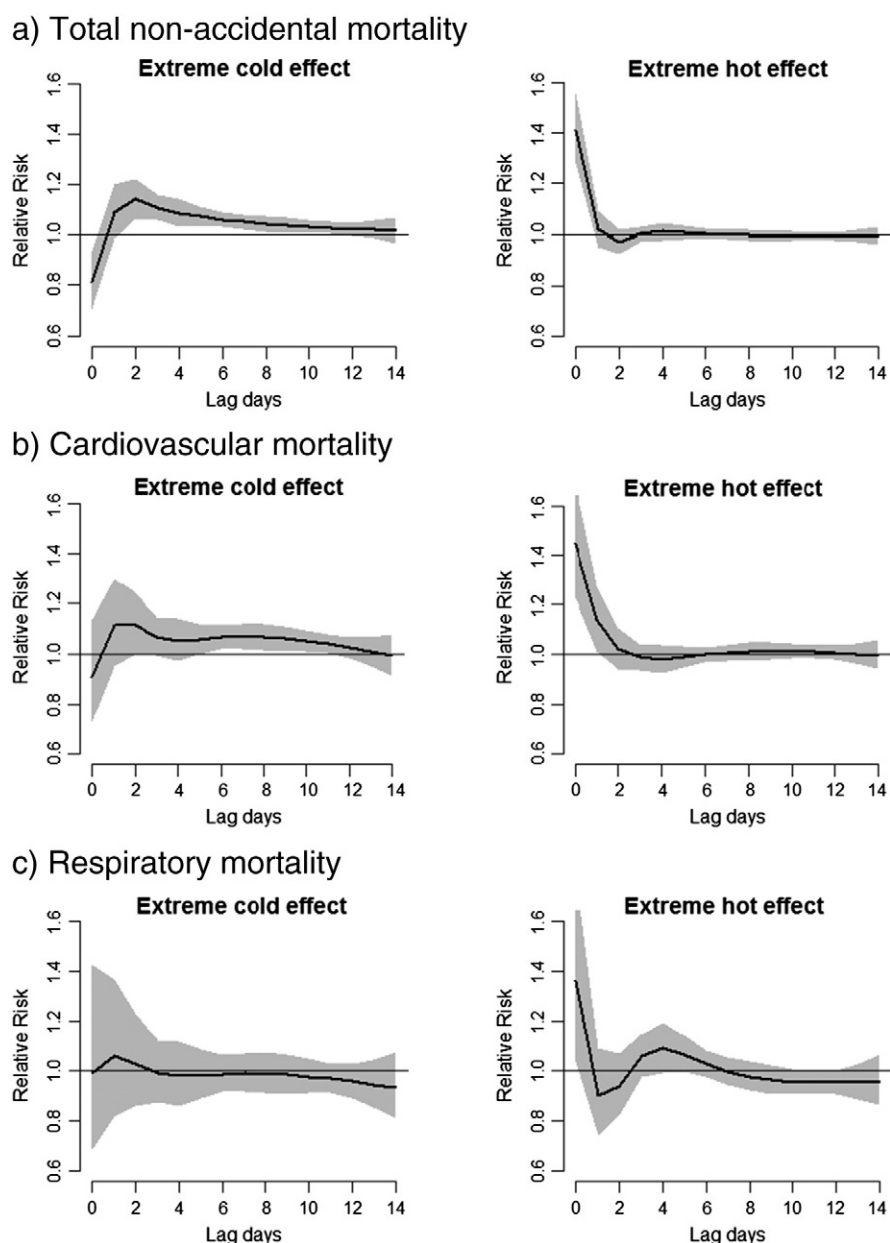 a) Total non-accidental mortality
Extreme cold effect
Extreme hot effect
Relative Risk
0.6 0.8 1.0 1.2 1.4 1.6
0 2 4 6 8 10 12 14
Lag days
Relative Risk
0.6 0.8 1.0 1.2 1.4 1.6
0 2 4 6 8 10 12 14
Lag days
b) Cardiovascular mortality
Extreme cold effect
Extreme hot effect
Relative Risk
0.6 0.8 1.0 1.2 1.4 1.6
0 2 4 6 8 10 12 14
Lag days
Relative Risk
0.6 0.8 1.0 1.2 1.4 1.6
0 2 4 6 8 10 12 14
Lag days
c) Respiratory mortality
Extreme cold effect
Extreme hot effect
Relative Risk
0.6 0.8 1.0 1.2 1.4 1.6
0 2 4 6 8 10 12 14
Lag days
Relative Risk
0.6 0.8 1.0 1.2 1.4 1.6
0 2 4 6 8 10 12 14
Lag days